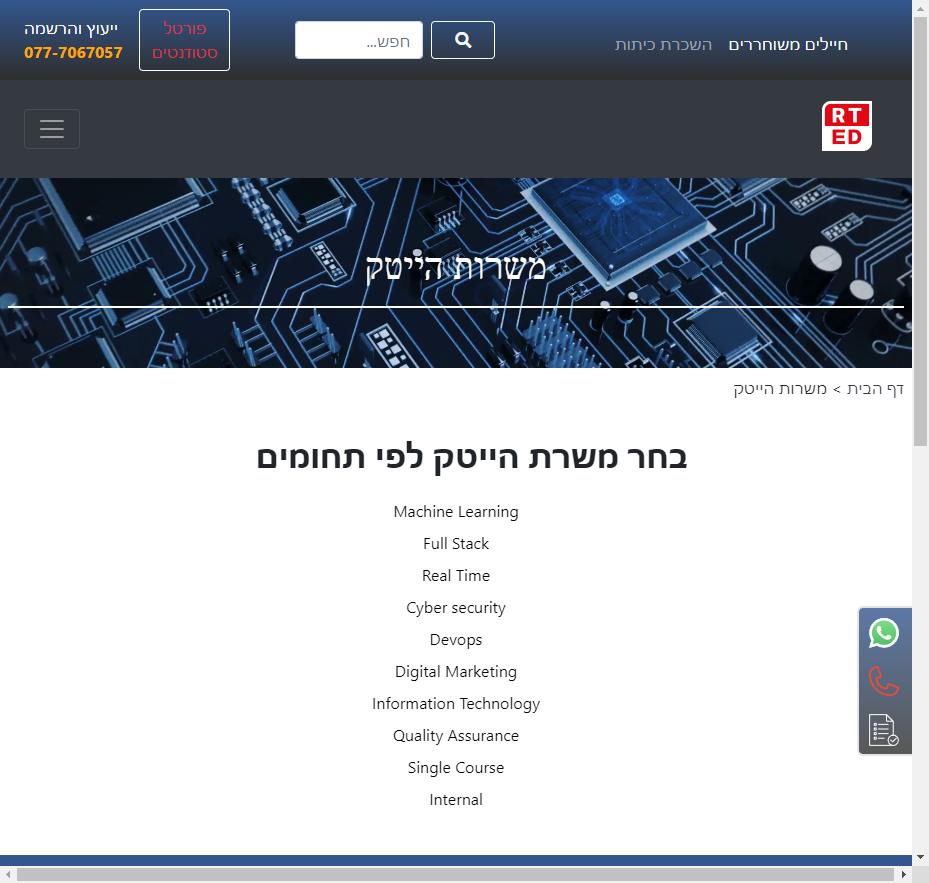 חיילים משוחררים
השכרת כיתות
חפש...
פורטל
סטודנטים
ייעוץ והרשמה
077-7067057
RT
ED
משרות הייטק
דף הבית > משרות הייטק
בחר משרת הייטק לפי תחומים
Machine Learning
Full Stack
Real Time
Cyber security
Devops
Digital Marketing
Information Technology
Quality Assurance
Single Course
Internal